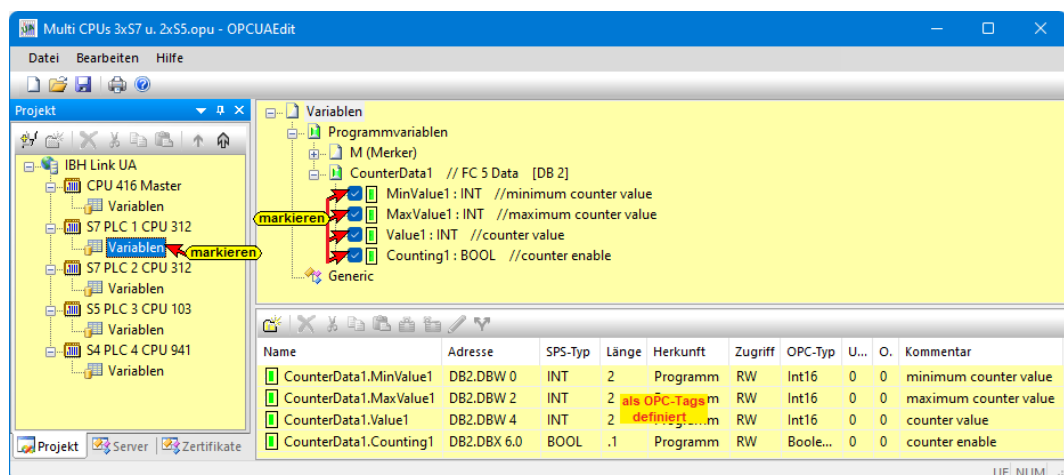 Multi CPUs 3xS7 u. 2xS5.opu - OPCUAEdit
Datei Bearbeiten Hilfe
Projekt
IBH Link UA
CPU 416 Master
Variablen
S7 PLC 1 CPU 312
Variablen
markieren
S7 PLC 2 CPU 312
Variablen
S5 PLC 3 CPU 103
Variablen
S4 PLC 4 CPU 941
Variablen
Projekt Server Zertifikate
Variablen
Programmvariablen
M (Merker)
CounterData1 // FC 5 Data [DB 2]
MinValue1 : INT //minimum counter value
markieren
MaxValue1 : INT //maximum counter value
Value1 : INT //counter value
Counting1 : BOOL //counter enable
Generic
Name Adresse SPS-Typ Länge Herkunft Zugriff OPC-Typ U... O. Kommentar
CounterData1.MinValue1 DB2.DBW 0 INT 2 Programm RW Int16 0 0 minimum counter value
CounterData1.MaxValue1 DB2.DBW 2 INT 2 RW Int16 0 0 maximum counter value
als OPC-Tags
definiert
CounterData1.Value1 DB2.DBW 4 INT 2 RW Int16 0 0 counter value
CounterData1.Counting1 DB2.DBX 6.0 BOOL .1 Programm RW Boole... 0 0 counter enable
UF NUM